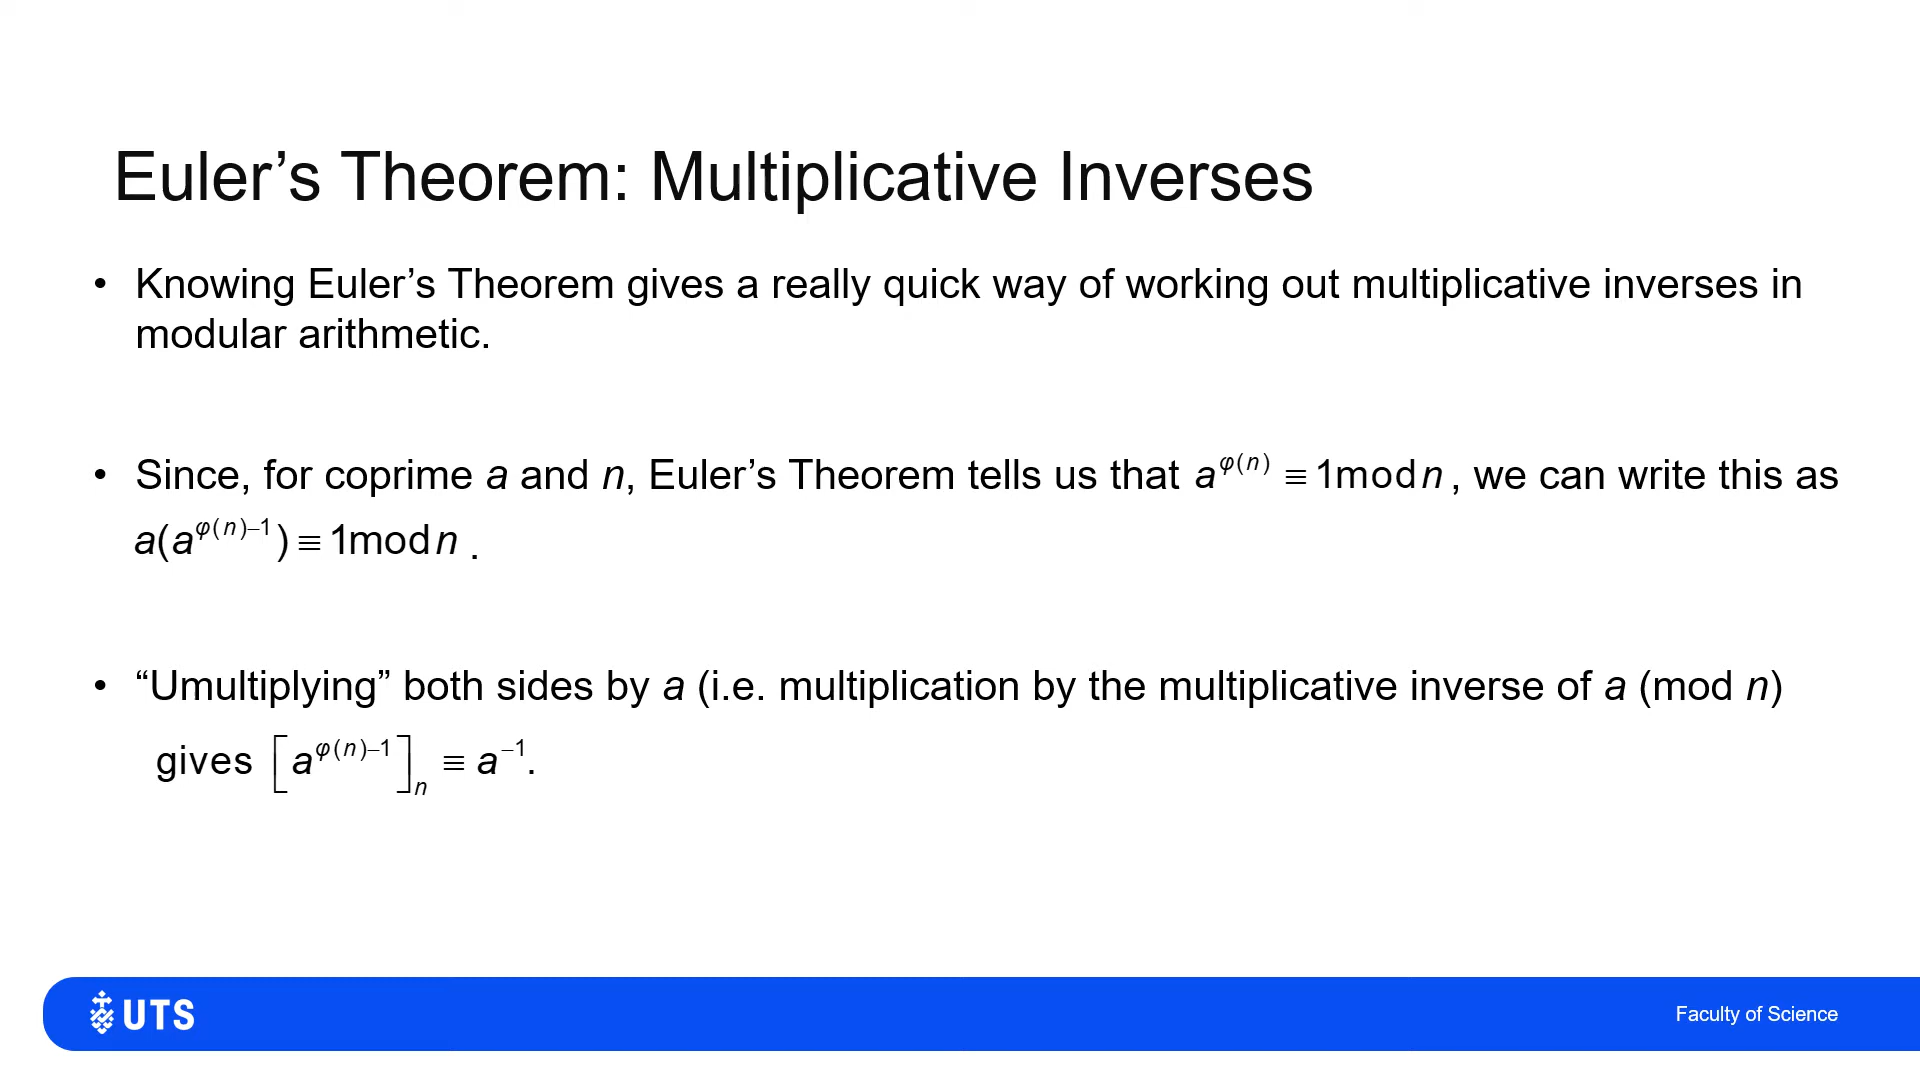 Euler’s Theorem: Multiplicative Inverses
• Knowing Euler’s Theorem gives a really quick way of working out multiplicative inverses in
modular arithmetic.
• Since, for coprime a and n, Euler’s Theorem tells us that a^{φ(n)} ≡ 1mod n, we can write this as
a(a^{φ(n)−1}) ≡ 1mod n .
• “Umultiplying” both sides by a (i.e. multiplication by the multiplicative inverse of a (mod n)
gives [a^{φ(n)−1}]_n ≡ a^{−1}.
UTS
Faculty of Science